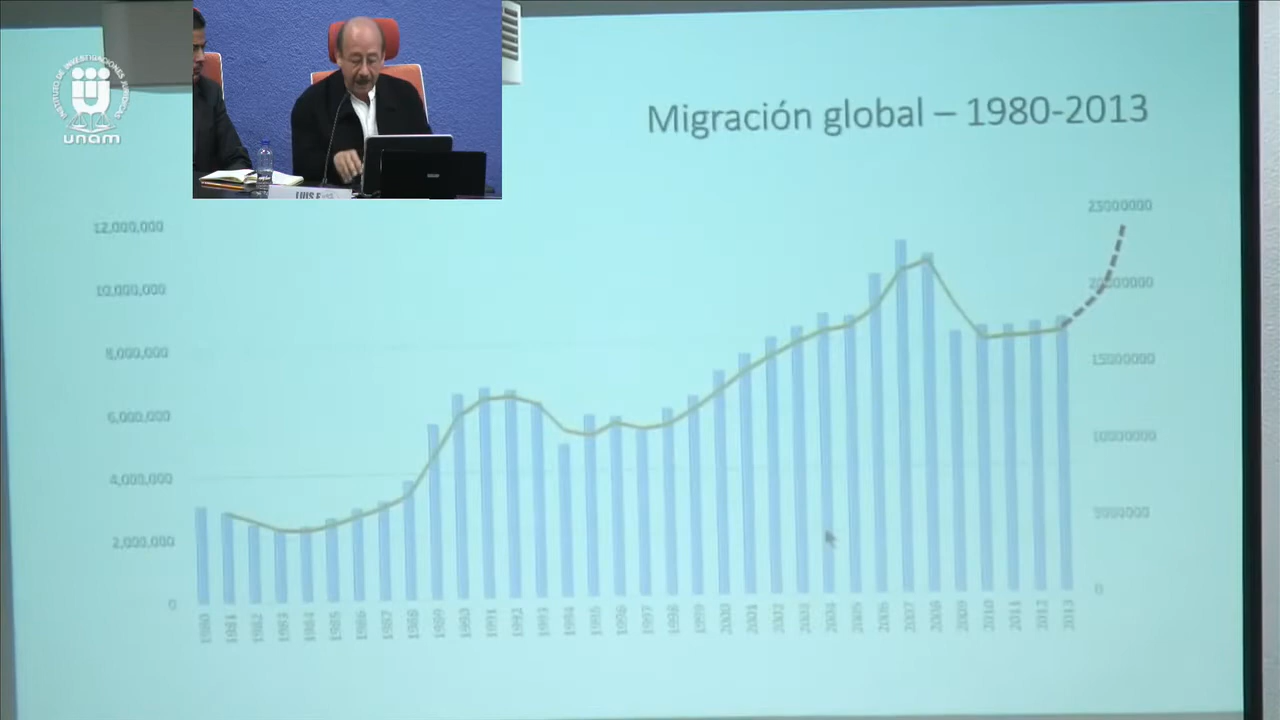 INSTITUTO DE INVESTIGACIONES JURÍDICAS
unam
LUIS F.
Migración global – 1980-2013
12,000,000
10,000,000
8,000,000
6,000,000
4,000,000
2,000,000
0
25000000
20000000
15000000
10000000
5000000
0
1980 1981 1982 1983 1984 1985 1986 1987 1988 1989 1990 1991 1992 1993 1994 1995 1996 1997 1998 1999 2000 2001 2002 2003 2004 2005 2006 2007 2008 2009 2010 2011 2012 2013